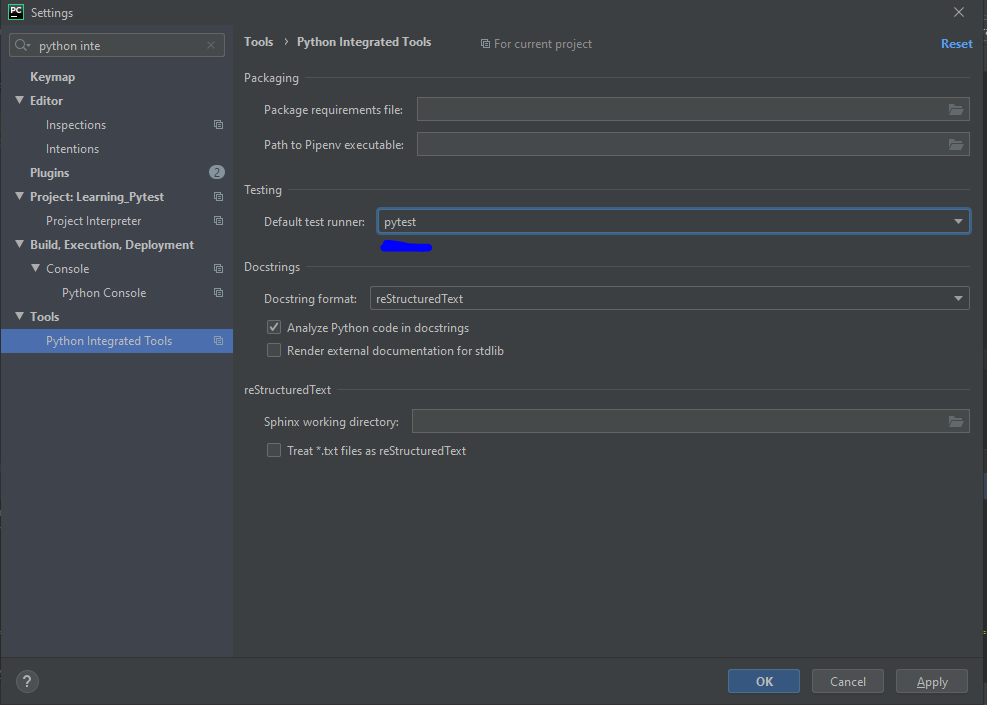 PC Settings
python inte
Keymap
Editor
Inspections
Intentions
Plugins 2
Project: Learning_Pytest
Project Interpreter
Build, Execution, Deployment
Console
Python Console
Tools
Python Integrated Tools
Tools › Python Integrated Tools For current project Reset
Packaging
Package requirements file:
Path to Pipenv executable:
Testing
Default test runner: pytest
Docstrings
Docstring format: reStructuredText
Analyze Python code in docstrings
Render external documentation for stdlib
reStructuredText
Sphinx working directory:
Treat *.txt files as reStructuredText
? OK Cancel Apply